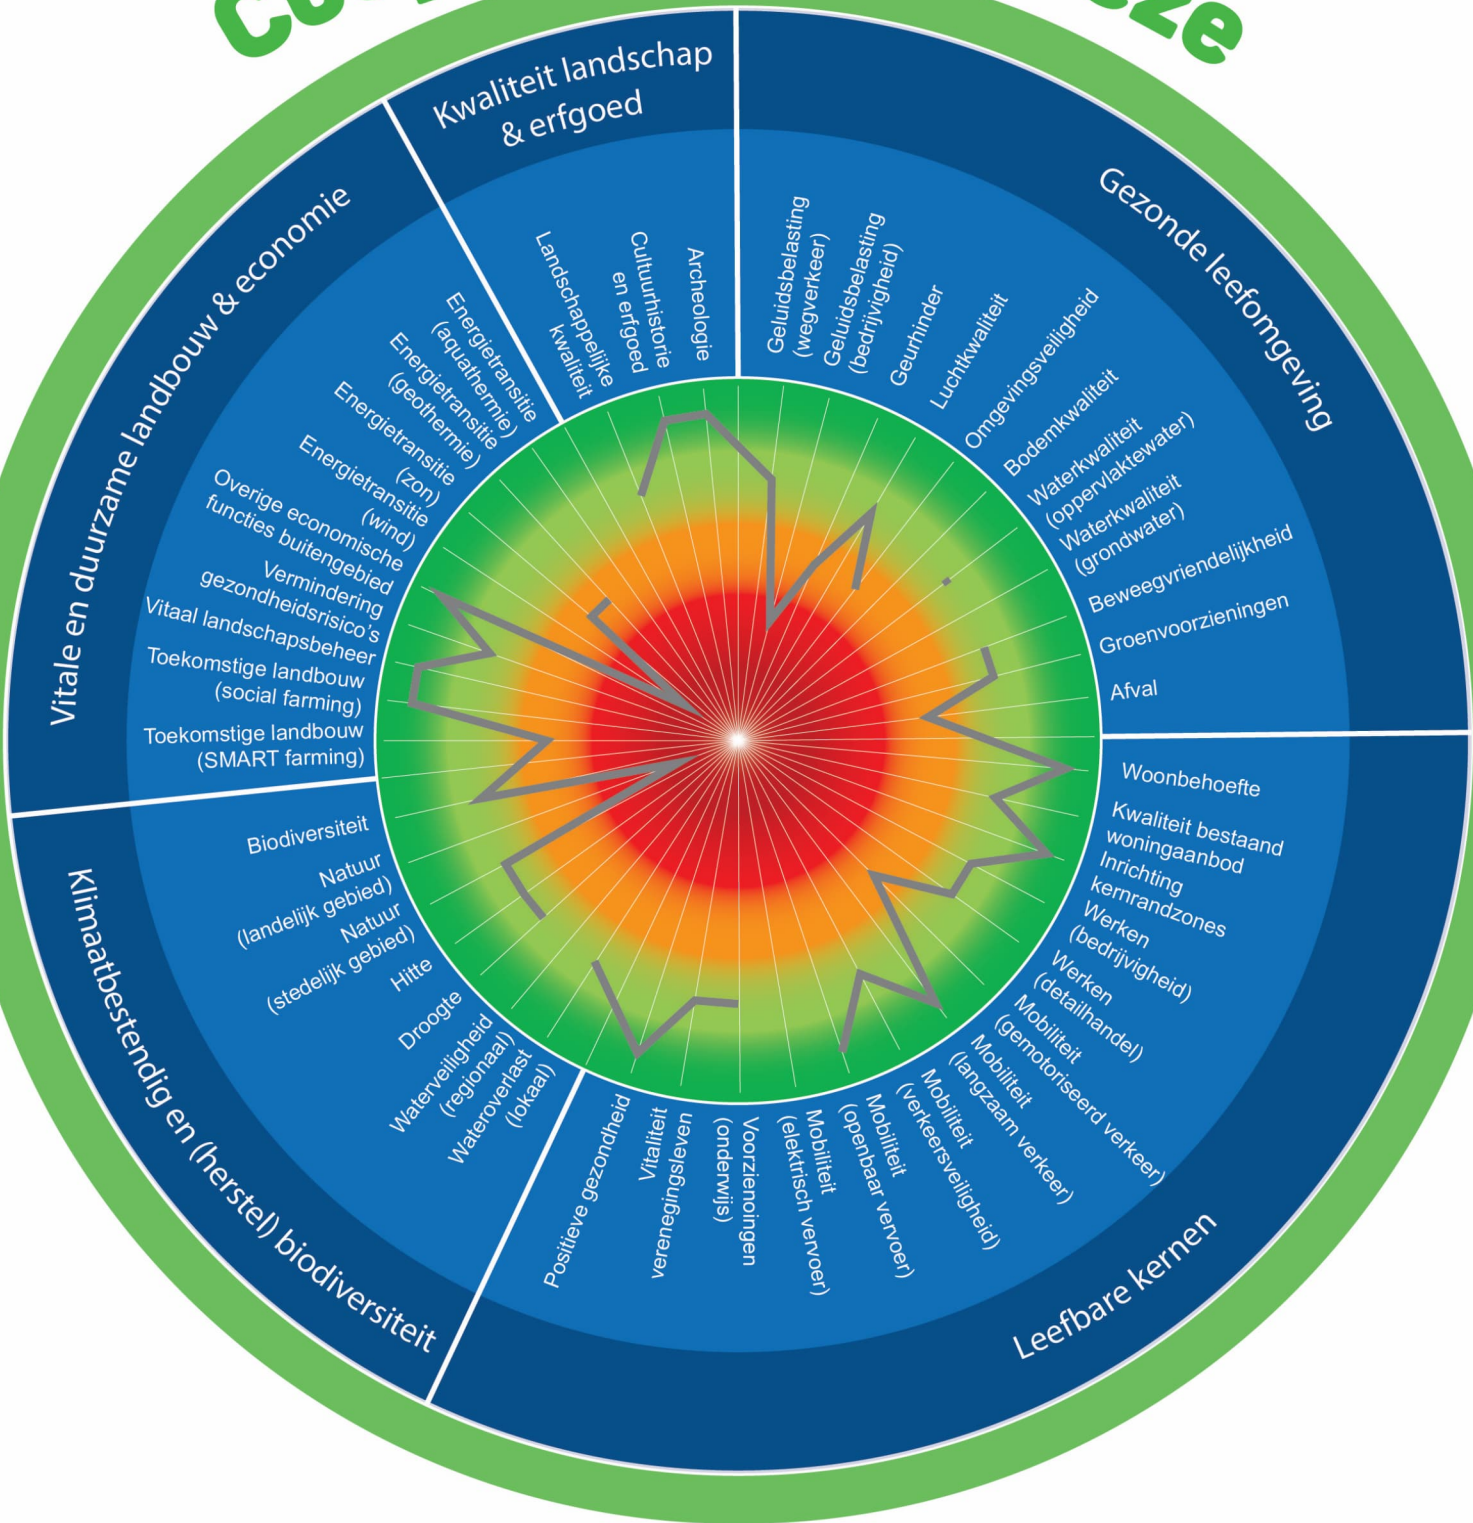 Kwaliteit landschap
& erfgoed
Gezonde leefomgeving
Leefbare kernen
Klimaatbestendig en (herstel) biodiversiteit
Vitale en duurzame landbouw & economie
Landschappelijke
kwaliteit
Cultuurhistorie
en erfgoed
Archeologie
Geluidsbelasting
(wegverkeer)
Geluidsbelasting
(bedrijvigheid)
Geurhinder
Luchtkwaliteit
Omgevingsveiligheid
Bodemkwaliteit
Waterkwaliteit
(oppervlaktewater)
Waterkwaliteit
(grondwater)
Beweegvriendelijkheid
Groenvoorzieningen
Afval
Woonbehoefte
Kwaliteit bestaand
woningaanbod
Inrichting
kernrandzones
Werken
(bedrijvigheid)
Werken
(detailhandel)
Mobiliteit
(gemotoriseerd verkeer)
Mobiliteit
(langzaam verkeer)
Mobiliteit
(verkeersveiligheid)
Mobiliteit
(openbaar vervoer)
Mobiliteit
(elektrisch vervoer)
Voorzienoingen
(onderwijs)
Vitaliteit
verenegingsleven
Positieve gezondheid
Wateroverlast
(lokaal)
Waterveiligheid
(regionaal)
Droogte
Hitte
Natuur
(stedelijk gebied)
Natuur
(landelijk gebied)
Biodiversiteit
Toekomstige landbouw
(SMART farming)
Toekomstige landbouw
(social farming)
Vitaal landschapsbeheer
Vermindering
gezondheidsrisico's
Overige economische
functies buitengebied
Energietransitie
(wind)
Energietransitie
(zon)
Energietransitie
(geothermie)
Energietransitie
(aquathermie)